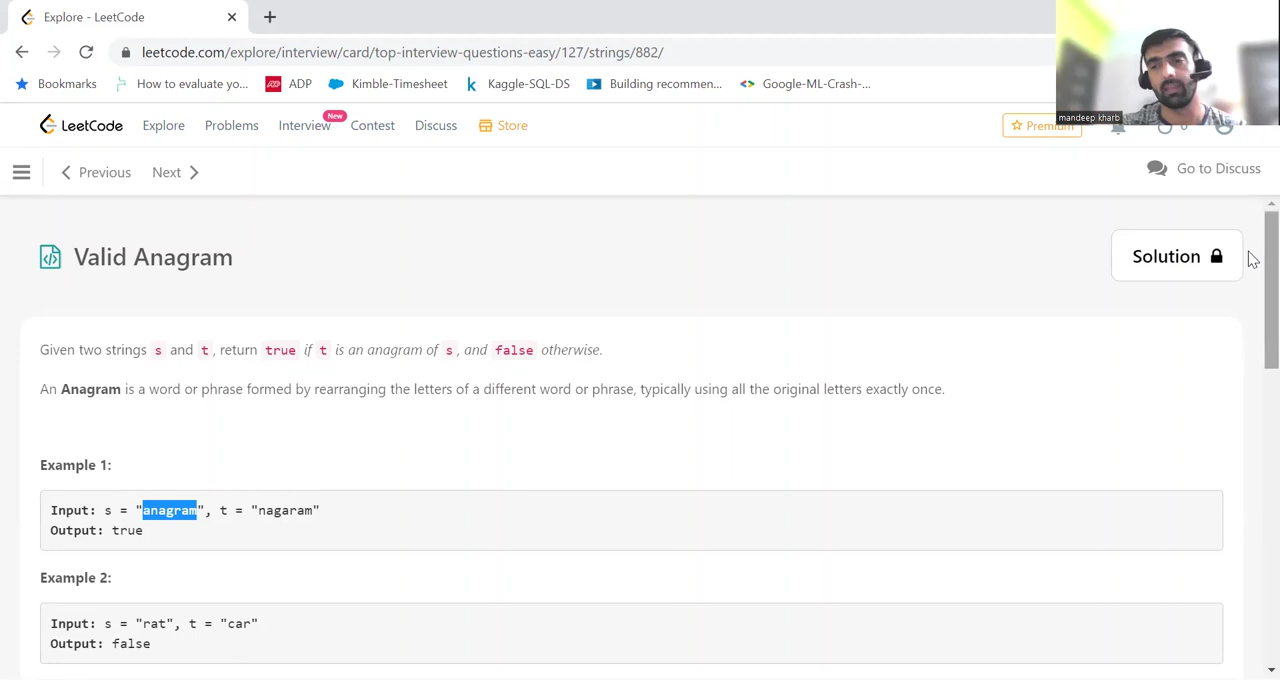 Explore - LeetCode
leetcode.com/explore/interview/card/top-interview-questions-easy/127/strings/882/
Bookmarks How to evaluate yo... ADP Kimble-Timesheet Kaggle-SQL-DS Building recommen... Google-ML-Crash-...
mandeep kharb
LeetCode Explore Problems Interview New Contest Discuss Store Premium 0
Previous Next Go to Discuss
Valid Anagram Solution
Given two strings s and t, return true if t is an anagram of s, and false otherwise.
An Anagram is a word or phrase formed by rearranging the letters of a different word or phrase, typically using all the original letters exactly once.
Example 1:
Input: s = "anagram", t = "nagaram"
Output: true
Example 2:
Input: s = "rat", t = "car"
Output: false